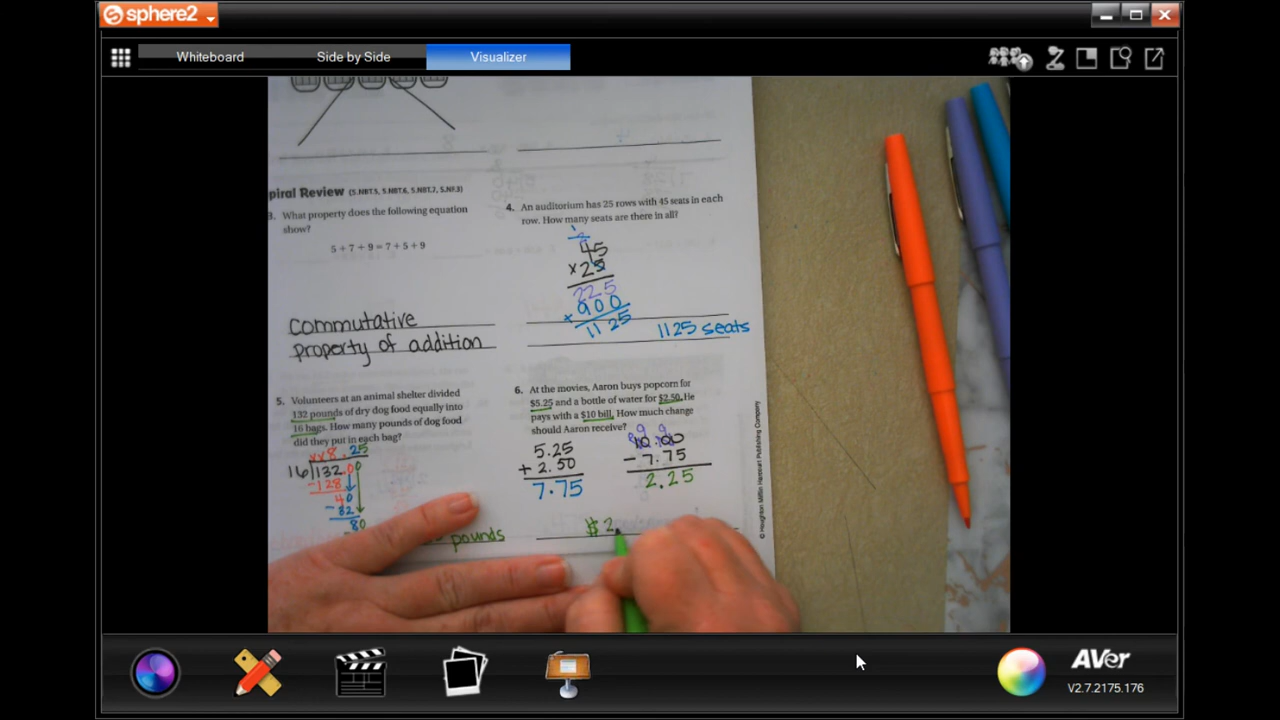 sphere2
Whiteboard
Side by Side
Visualizer
piral Review (5.NBT.5, 5.NBT.6, 5.NBT.7, 5.NF.3)
3. What property does the following equation
show?
5 + 7 + 9 = 7 + 5 + 9
commutative
property of addition
4. An auditorium has 25 rows with 45 seats in each
row. How many seats are there in all?
45
×25
225
900
1125
1125 seats
5. Volunteers at an animal shelter divided
132 pounds of dry dog food equally into
16 bags. How many pounds of dog food
did they put in each bag?
xx8.25
16)132.00
-128
40
-32
80
pounds
6. At the movies, Aaron buys popcorn for
$5.25 and a bottle of water for $2.50. He
pays with a $10 bill. How much change
should Aaron receive?
5.25
+ 2.50
7.75
10.00
- 7.75
2.25
$2.
© Houghton Mifflin Harcourt Publishing Company
AVer
V2.7.2175.176